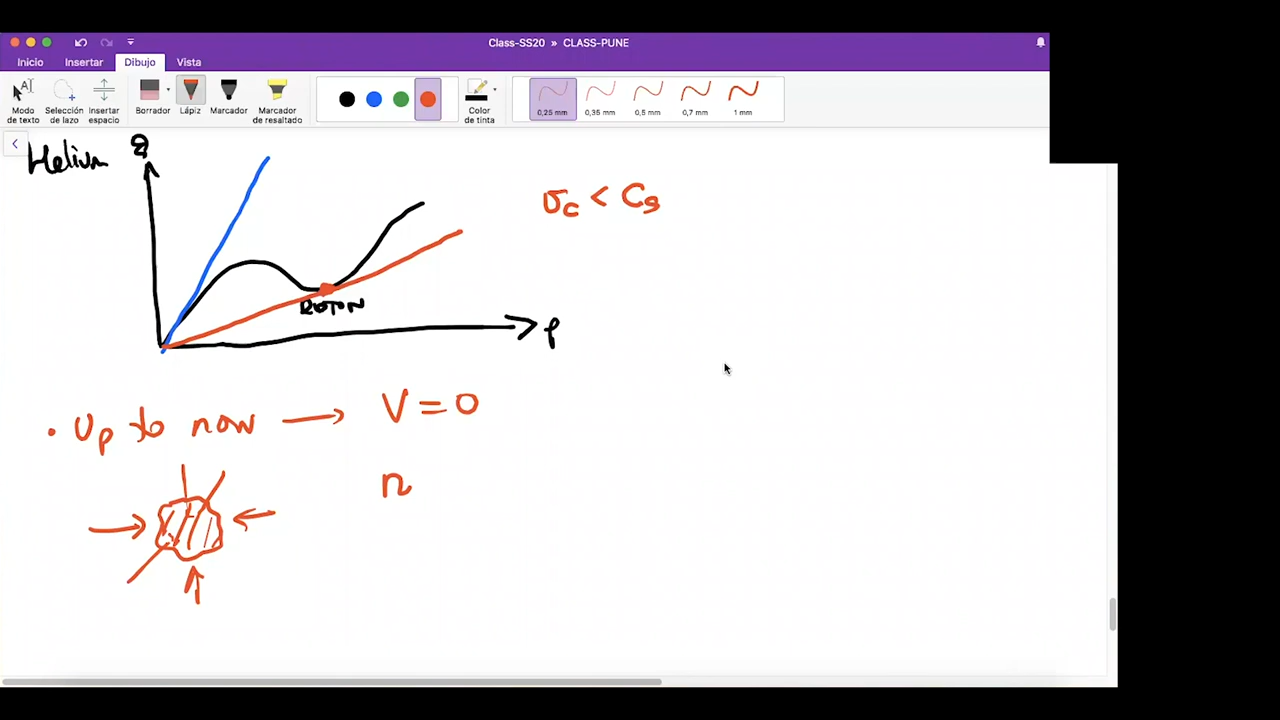 Class-SS20 » CLASS-PUNE
Inicio Insertar Dibujo Vista
Modo de texto
Selección de lazo
Insertar espacio
Borrador
Lápiz
Marcador
Marcador de resaltado
Color de tinta
0,25 mm 0,35 mm 0,5 mm 0,7 mm 1 mm
Helium
σc < Cs
ROTON
p
• Up to now → V = 0
n